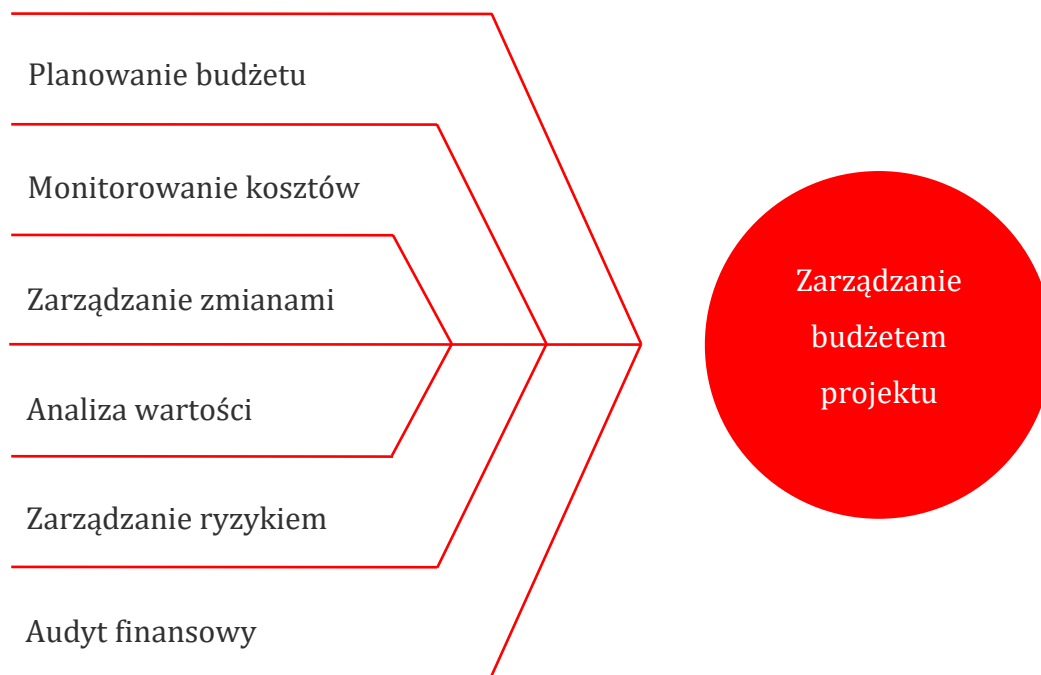 Planowanie budżetu
Monitorowanie kosztów
Zarządzanie zmianami
Analiza wartości
Zarządzanie ryzykiem
Audyt finansowy
Zarządzanie
budżetem
projektu